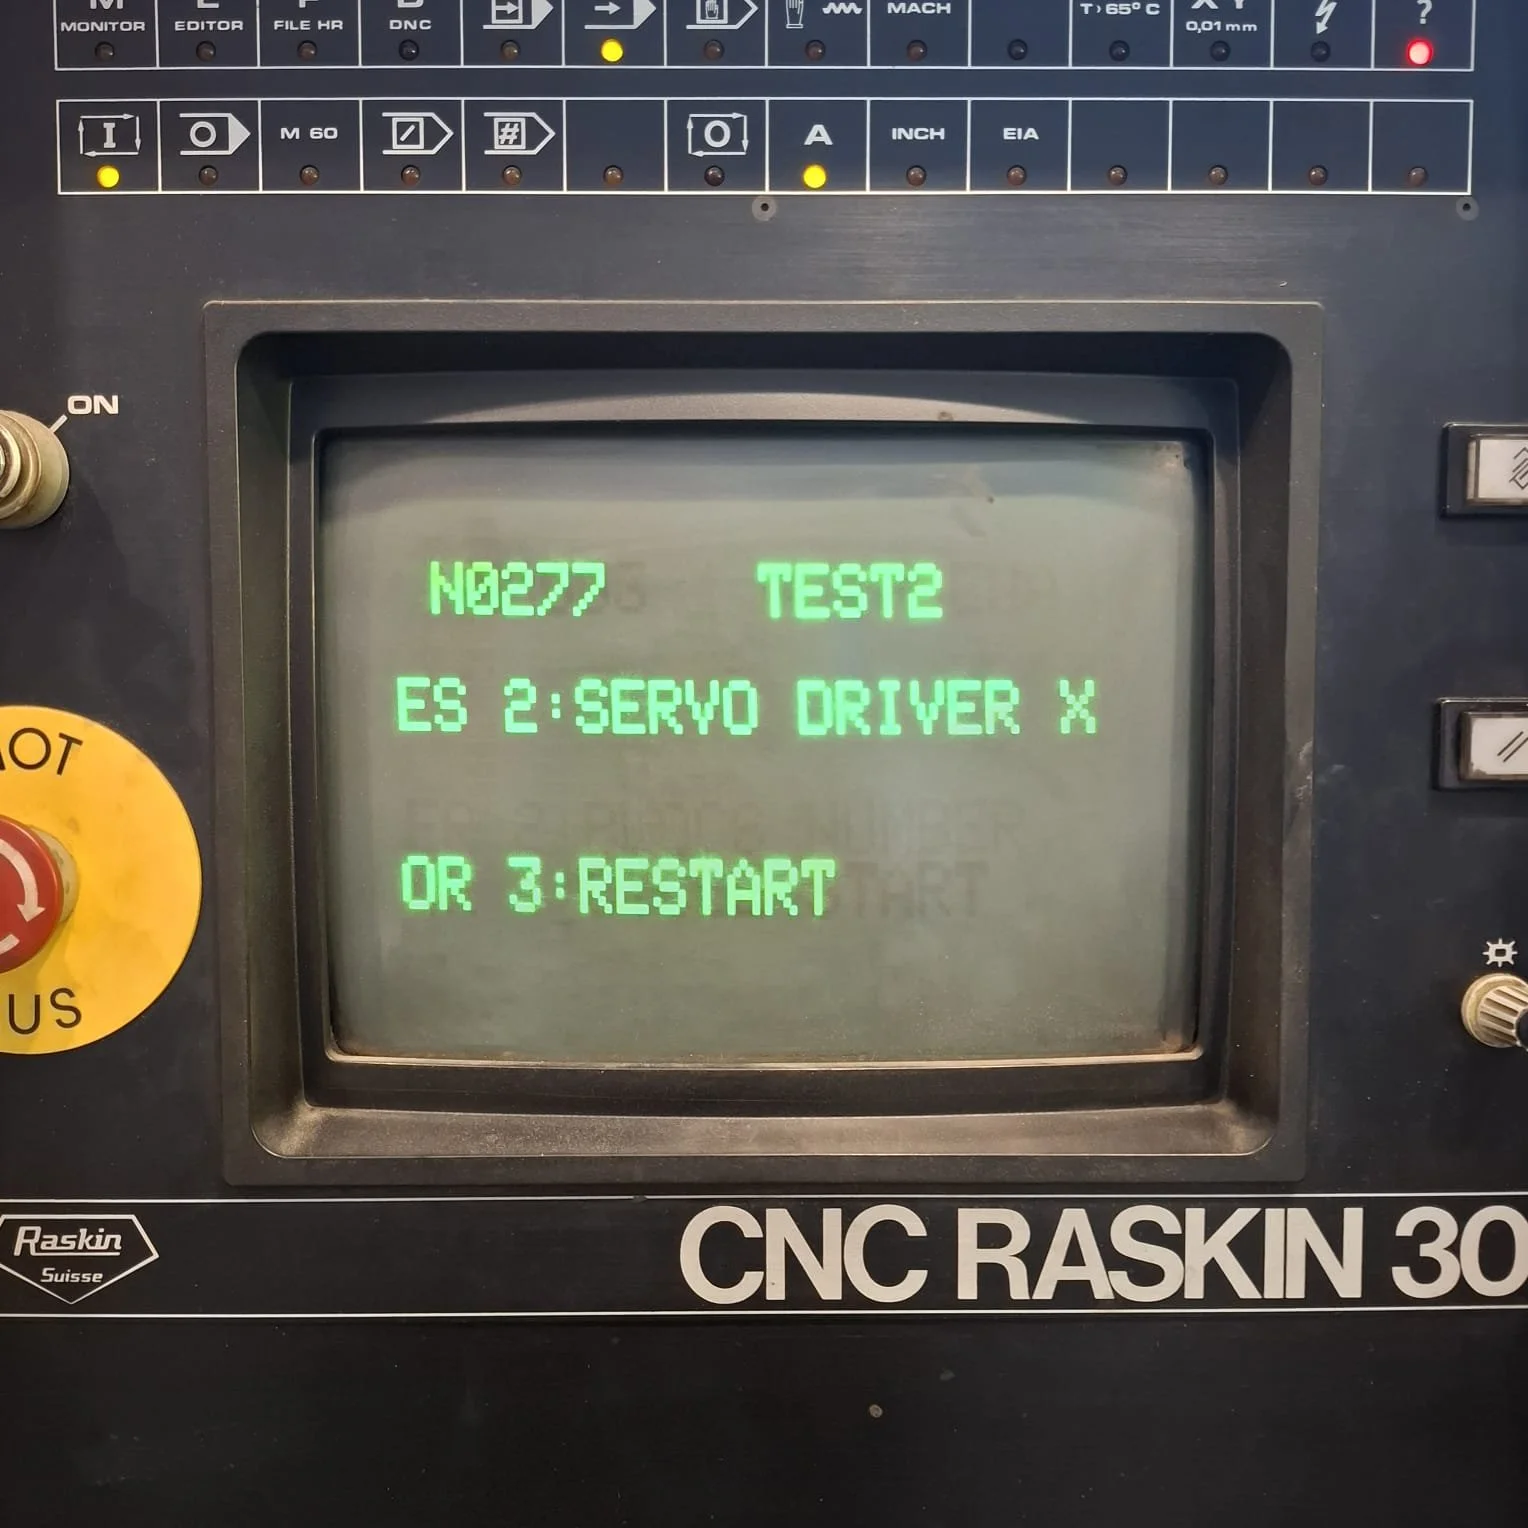 MONITOR EDITOR FILE HR DNC MACH T>65°C X Y ?
0,01 mm
I O M 60 # O A INCH EIA
ON
N0277 TEST2
ES 2:SERVO DRIVER X
OR 3:RESTART
US
Raskin
Suisse
CNC RASKIN 30